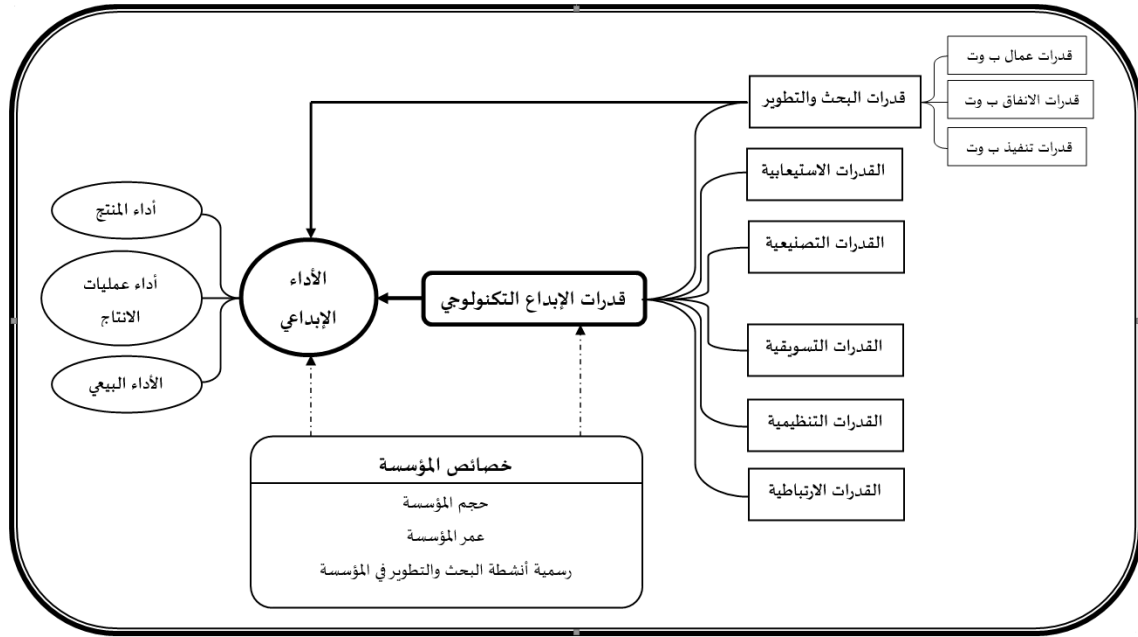 قدرات عمال ب وت
قدرات الانفاق ب وت
قدرات تنفيذ ب وت
قدرات البحث والتطوير
القدرات الاستيعابية
القدرات التصنيعية
القدرات التسويقية
القدرات التنظيمية
القدرات الارتباطية
قدرات الإبداع التكنولوجي
الأداء
الإبداعي
أداء المنتج
أداء عمليات
الانتاج
الأداء البيعي
خصائص المؤسسة
حجم المؤسسة
عمر المؤسسة
رسمية أنشطة البحث والتطوير في المؤسسة